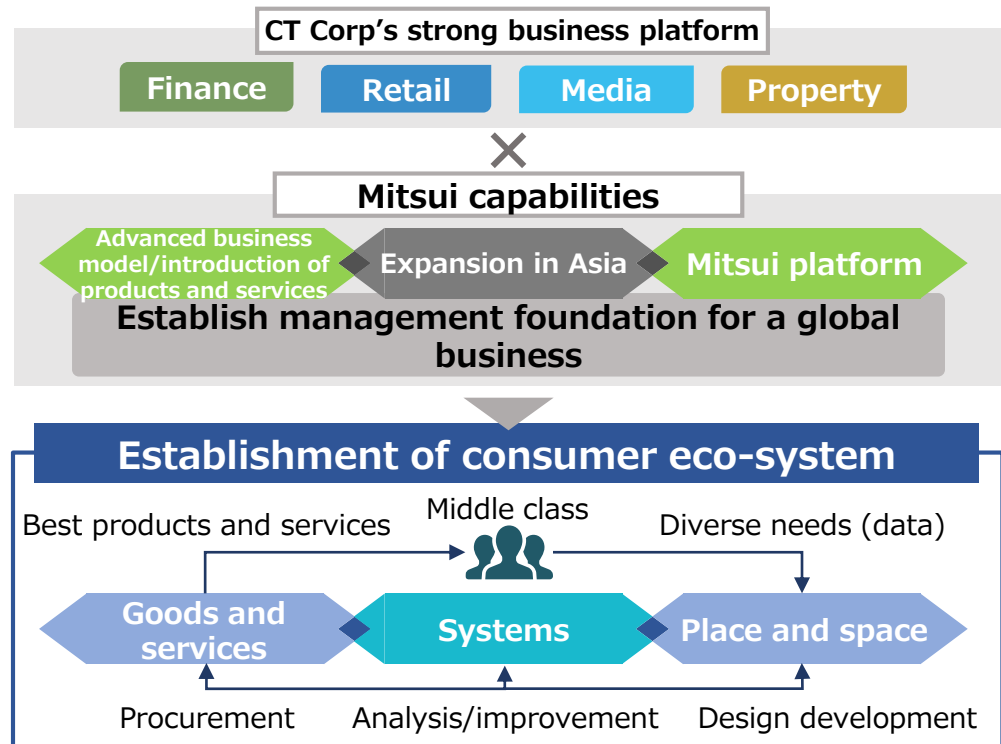 CT Corp’s strong business platform
Finance
Retail
Media
Property
×
Mitsui capabilities
Advanced business
model/introduction of
products and services
Expansion in Asia
Mitsui platform
Establish management foundation for a global
business
Establishment of consumer eco-system
Best products and services
Middle class
Diverse needs (data)
Goods and
services
Systems
Place and space
Procurement
Analysis/improvement
Design development